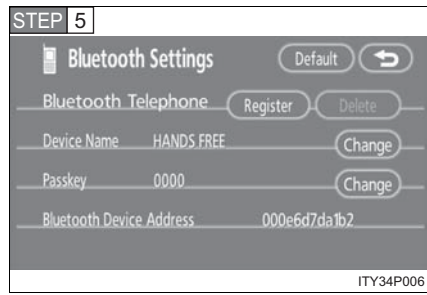 STEP 5
Bluetooth Settings Default
Bluetooth Telephone Register Delete
Device Name HANDS FREE Change
Passkey 0000 Change
Bluetooth Device Address 000e6d7da1b2
ITY34P006